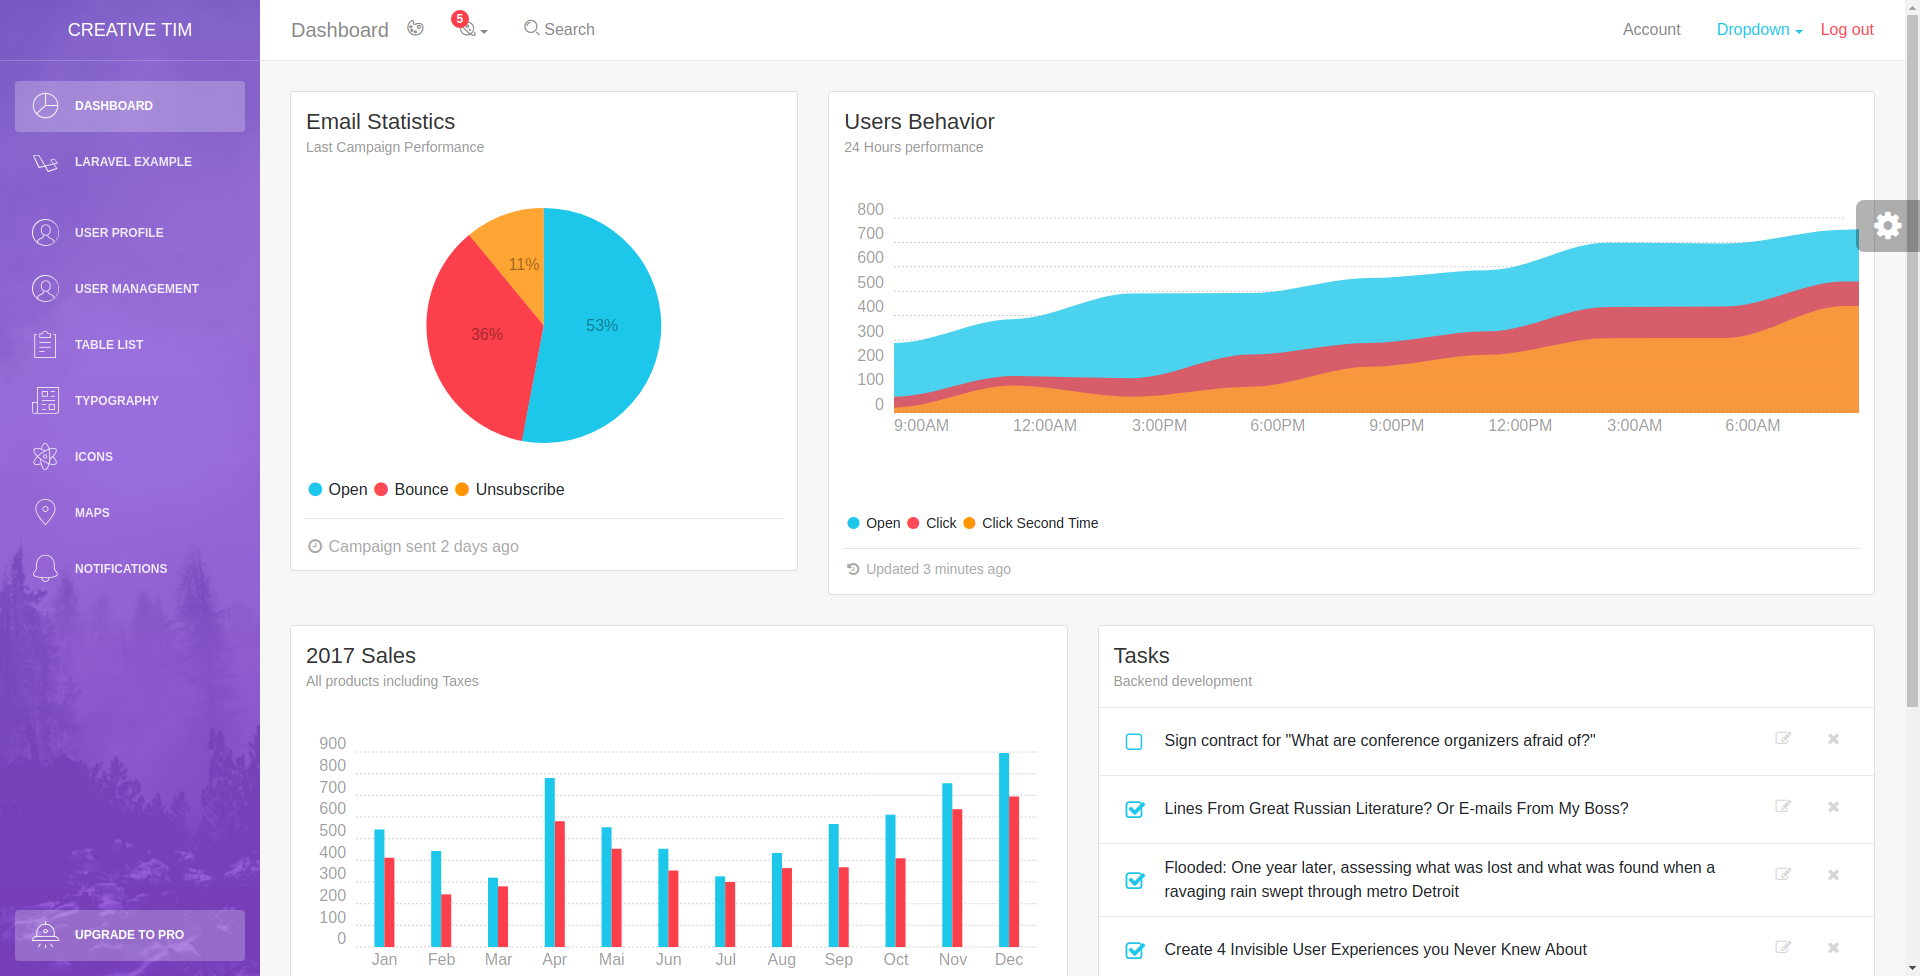 CREATIVE TIM
DASHBOARD
LARAVEL EXAMPLE
USER PROFILE
USER MANAGEMENT
TABLE LIST
TYPOGRAPHY
ICONS
MAPS
NOTIFICATIONS
UPGRADE TO PRO
Dashboard
5
Search
Account
Dropdown
Log out
Email Statistics
Last Campaign Performance
11%
53%
36%
Open Bounce Unsubscribe
Campaign sent 2 days ago
Users Behavior
24 Hours performance
800
700
600
500
400
300
200
100
0
9:00AM 12:00AM 3:00PM 6:00PM 9:00PM 12:00PM 3:00AM 6:00AM
Open Click Click Second Time
Updated 3 minutes ago
2017 Sales
All products including Taxes
900
800
700
600
500
400
300
200
100
0
Jan Feb Mar Apr Mai Jun Jul Aug Sep Oct Nov Dec
Tasks
Backend development
Sign contract for "What are conference organizers afraid of?"
Lines From Great Russian Literature? Or E-mails From My Boss?
Flooded: One year later, assessing what was lost and what was found when a
ravaging rain swept through metro Detroit
Create 4 Invisible User Experiences you Never Knew About